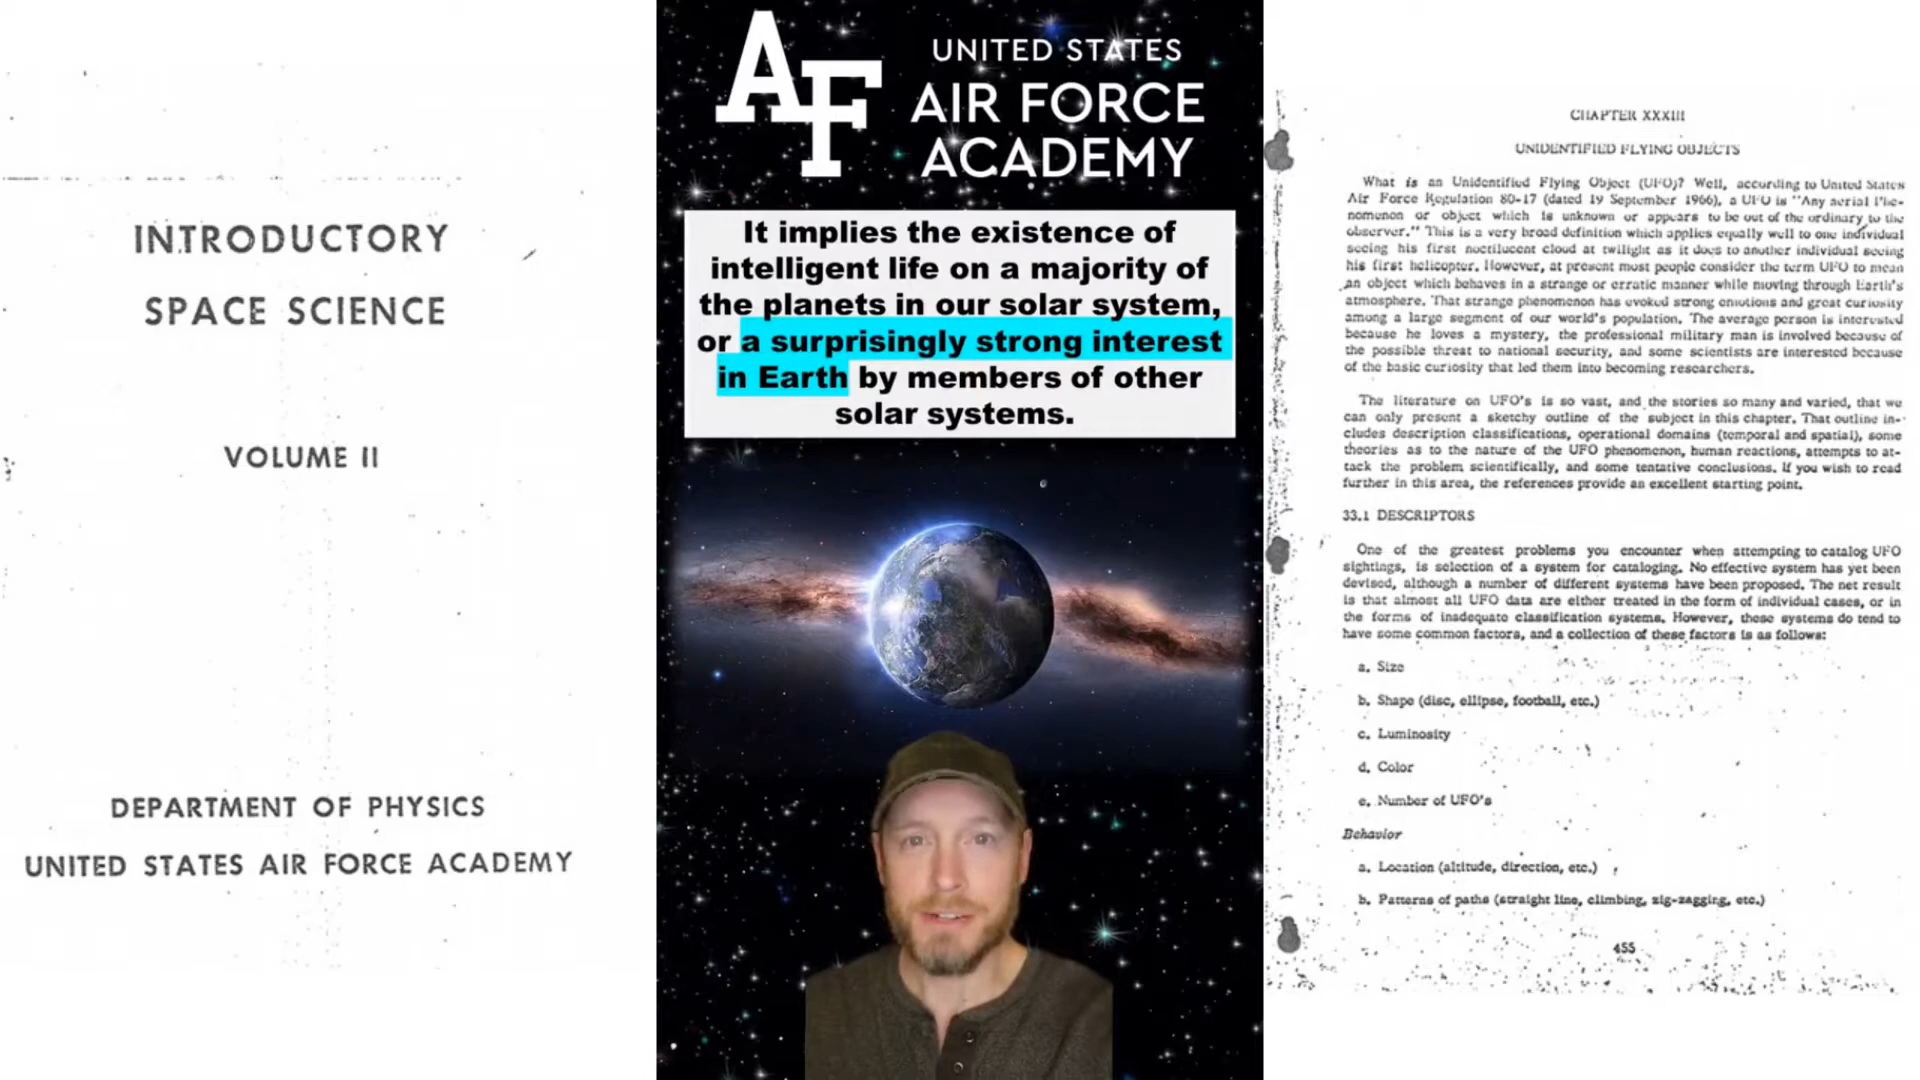 INTRODUCTORY
SPACE SCIENCE
VOLUME II
DEPARTMENT OF PHYSICS
UNITED STATES AIR FORCE ACADEMY
AF
UNITED STATES
AIR FORCE
ACADEMY
It implies the existence of
intelligent life on a majority of
the planets in our solar system,
or a surprisingly strong interest
in Earth by members of other
solar systems.
CHAPTER XXXIII
UNIDENTIFIED FLYING OBJECTS
What is an Unidentified Flying Object (UFO)? Well, according to United States
Air Force Regulation 80-17 (dated 19 September 1966), a UFO is "Any aerial Phe-
nomenon or object which is unknown or appears to be out of the ordinary to the
observer." This is a very broad definition which applies equally well to one individual
seeing his first noctilucent cloud at twilight as it does to another individual seeing
his first helicopter. However, at present most people consider the term UFO to mean
an object which behaves in a strange or erratic manner while moving through Earth's
atmosphere. That strange phenomenon has evoked strong emotions and great curiosity
among a large segment of our world's population. The average person is interested
because he loves a mystery, the professional military man is involved because of
the possible threat to national security, and some scientists are interested because
of the basic curiosity that led them into becoming researchers.
The literature on UFO's is so vast, and the stories so many and varied, that we
can only present a sketchy outline of the subject in this chapter. That outline in-
cludes description classifications, operational domains (temporal and spatial), some
theories as to the nature of the UFO phenomenon, human reactions, attempts to at-
tack the problem scientifically, and some tentative conclusions. If you wish to read
further in this area, the references provide an excellent starting point.
33.1 DESCRIPTORS
One of the greatest problems you encounter when attempting to catalog UFO
sightings, is selection of a system for cataloging. No effective system has yet been
devised, although a number of different systems have been proposed. The net result
is that almost all UFO data are either treated in the form of individual cases, or in
the forms of inadequate classification systems. However, these systems do tend to
have some common factors, and a collection of these factors is as follows:
a. Size
b. Shape (disc, ellipse, football, etc.)
c. Luminosity
d. Color
e. Number of UFO's
Behavior
a. Location (altitude, direction, etc.)
b. Patterns of paths (straight line, climbing, zig-zagging, etc.)
455